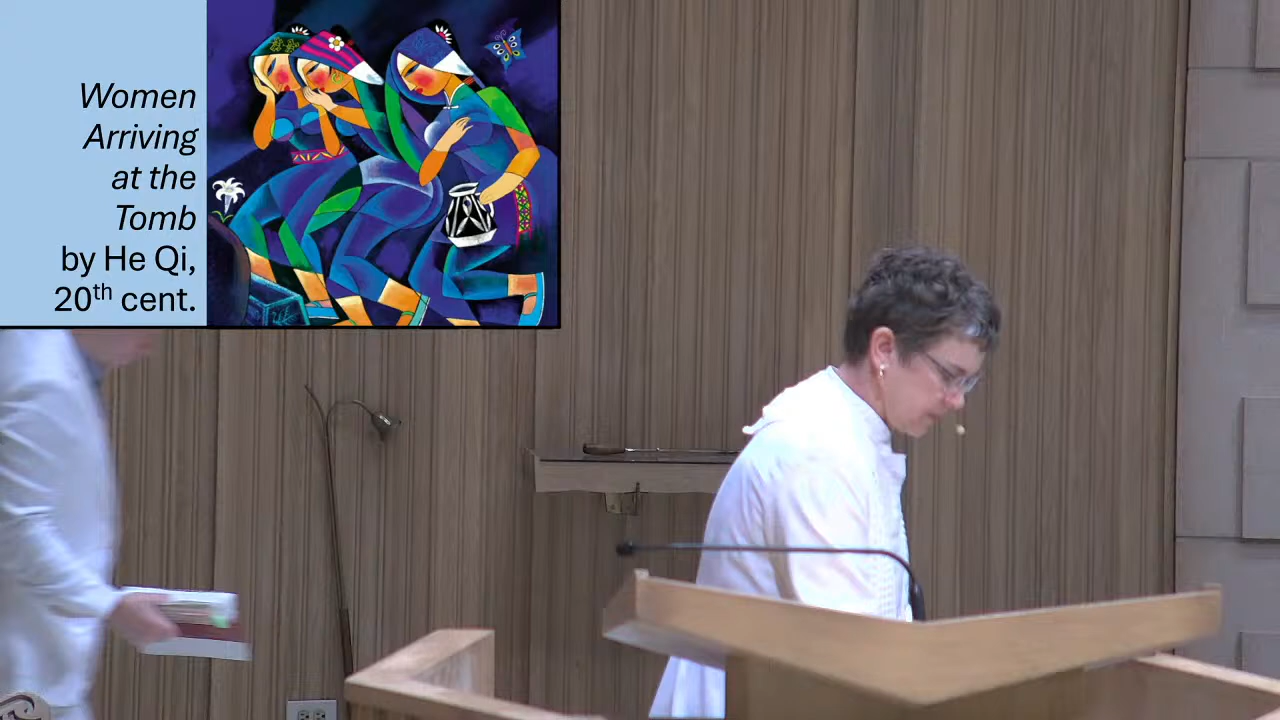 Women
Arriving
at the
Tomb
by He Qi,
20th cent.